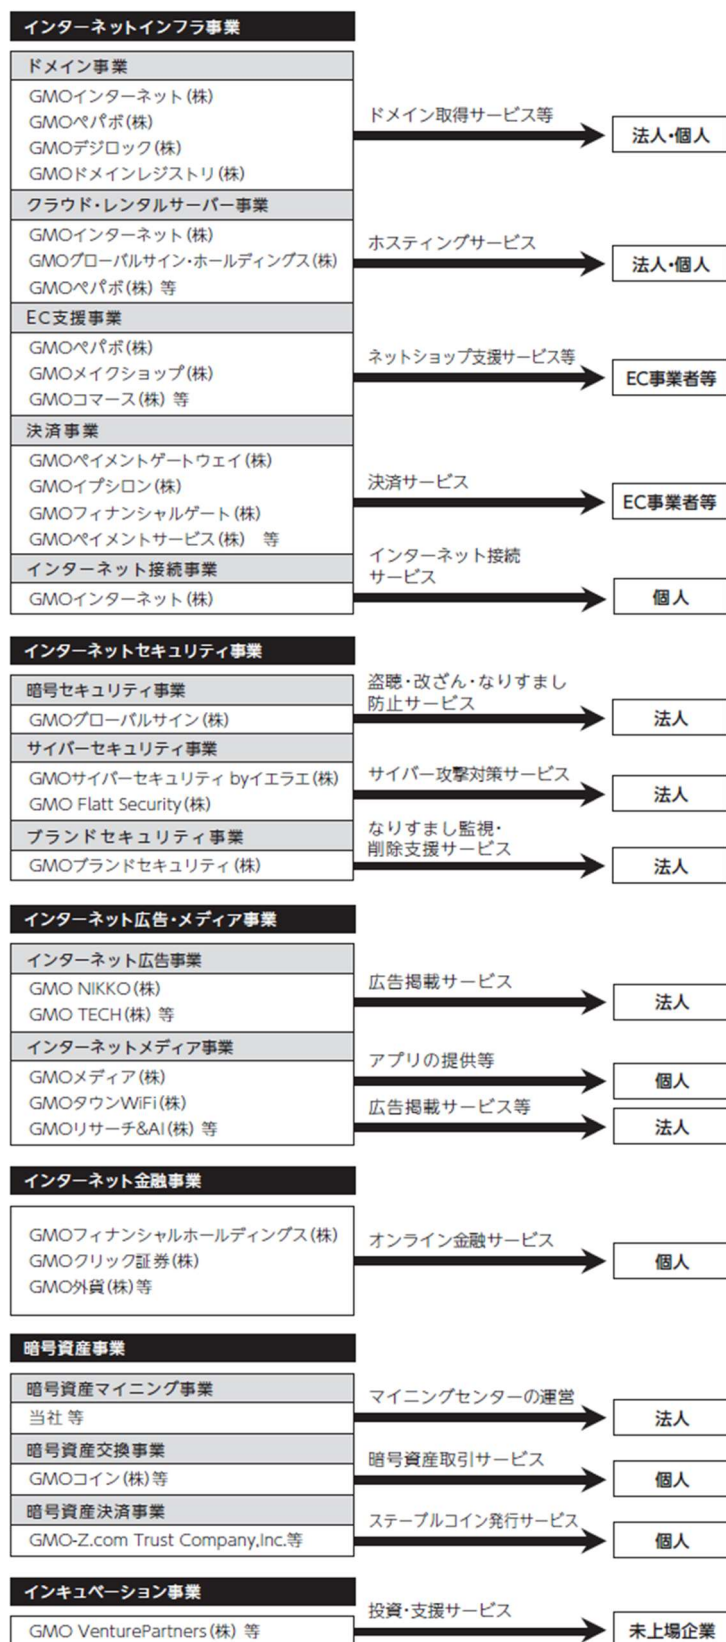 インターネットインフラ事業
ドメイン事業
GMOインターネット(株)
GMOペパボ(株)
GMOデジロック(株)
GMOドメインレジストリ(株)
ドメイン取得サービス等
法人・個人
クラウド・レンタルサーバー事業
GMOインターネット(株)
GMOグローバルサイン・ホールディングス(株)
GMOペパボ(株) 等
ホスティングサービス
法人・個人
EC支援事業
GMOペパボ(株)
GMOメイクショップ(株)
GMOコマース(株) 等
ネットショップ支援サービス等
EC事業者等
決済事業
GMOペイメントゲートウェイ(株)
GMOイプシロン(株)
GMOフィナンシャルゲート(株)
GMOペイメントサービス(株) 等
決済サービス
EC事業者等
インターネット接続事業
GMOインターネット(株)
インターネット接続
サービス
個人
インターネットセキュリティ事業
暗号セキュリティ事業
GMOグローバルサイン(株)
盗聴・改ざん・なりすまし
防止サービス
法人
サイバーセキュリティ事業
GMOサイバーセキュリティ byイエラエ(株)
GMO Flatt Security(株)
サイバー攻撃対策サービス
法人
ブランドセキュリティ事業
GMOブランドセキュリティ(株)
なりすまし監視・
削除支援サービス
法人
インターネット広告・メディア事業
インターネット広告事業
GMO NIKKO(株)
GMO TECH(株) 等
広告掲載サービス
法人
インターネットメディア事業
GMOメディア(株)
GMOタウンWiFi(株)
GMOリサーチ&AI(株) 等
アプリの提供等
個人
広告掲載サービス等
法人
インターネット金融事業
GMOフィナンシャルホールディングス(株)
GMOクリック証券(株)
GMO外貨(株)等
オンライン金融サービス
個人
暗号資産事業
暗号資産マイニング事業
当社 等
マイニングセンターの運営
法人
暗号資産交換事業
GMOコイン(株)等
暗号資産取引サービス
個人
暗号資産決済事業
GMO-Z.com Trust Company,Inc.等
ステーブルコイン発行サービス
個人
インキュベーション事業
GMO VenturePartners(株) 等
投資・支援サービス
未上場企業